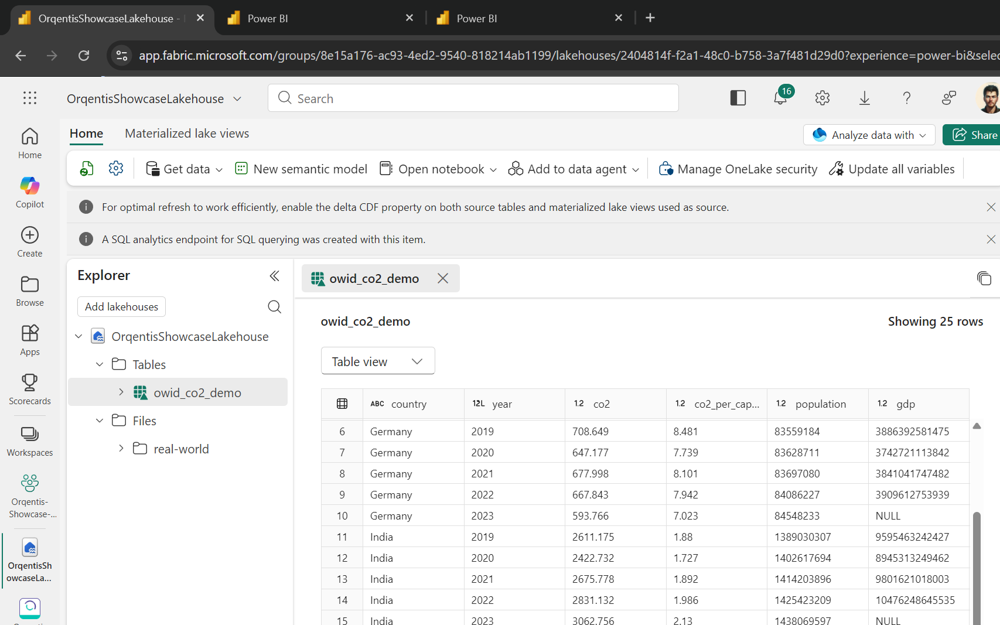 OrqentisShowcaseLakehouse -
Power BI
Power BI
app.fabric.microsoft.com/groups/8e15a176-ac93-4ed2-9540-818214ab1199/lakehouses/2404814f-f2a1-48c0-b758-3a7f481d29d0?experience=power-bi&selec
OrqentisShowcaseLakehouse
Search
16
Home
Materialized lake views
Analyze data with
Share
Get data
New semantic model
Open notebook
Add to data agent
Manage OneLake security
Update all variables
For optimal refresh to work efficiently, enable the delta CDF property on both source tables and materialized lake views used as source.
A SQL analytics endpoint for SQL querying was created with this item.
Home
Copilot
Create
Browse
Apps
Scorecards
Workspaces
Orqentis-
Showcase-...
OrqentisSh
owcaseLa...
Explorer
Add lakehouses
OrqentisShowcaseLakehouse
Tables
owid_co2_demo
Files
real-world
owid_co2_demo
owid_co2_demo
Showing 25 rows
Table view
ABC country 12L year 1.2 co2 1.2 co2_per_cap... 1.2 population 1.2 gdp
6 Germany 2019 708.649 8.481 83559184 3886392581475
7 Germany 2020 647.177 7.739 83628711 3742721113842
8 Germany 2021 677.998 8.101 83697080 3841041747482
9 Germany 2022 667.843 7.942 84086227 3909612753939
10 Germany 2023 593.766 7.023 84548233 NULL
11 India 2019 2611.175 1.88 1389030307 9595463242427
12 India 2020 2422.732 1.727 1402617694 8945313249462
13 India 2021 2675.778 1.892 1414203896 9801621018003
14 India 2022 2831.132 1.986 1425423209 10476248645535
15 India 2023 3062.756 2.13 1438069597 NULL